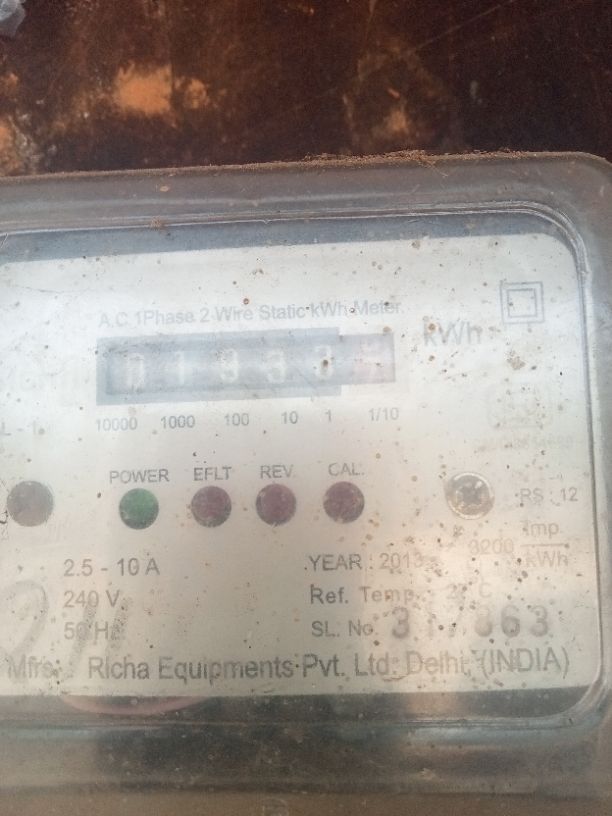 A.C. 1Phase 2 Wire Static kWh Meter
kWh
10000 1000 100 10 1 1/10
POWER EFLT REV. CAL.
RS : 12
2.5 - 10 A
YEAR : 2013
3200 Imp. kWh
240 V
Ref. Temp.
50 Hz
SL. No.
Mfrs. Richa Equipments Pvt. Ltd. Delhi, (INDIA)